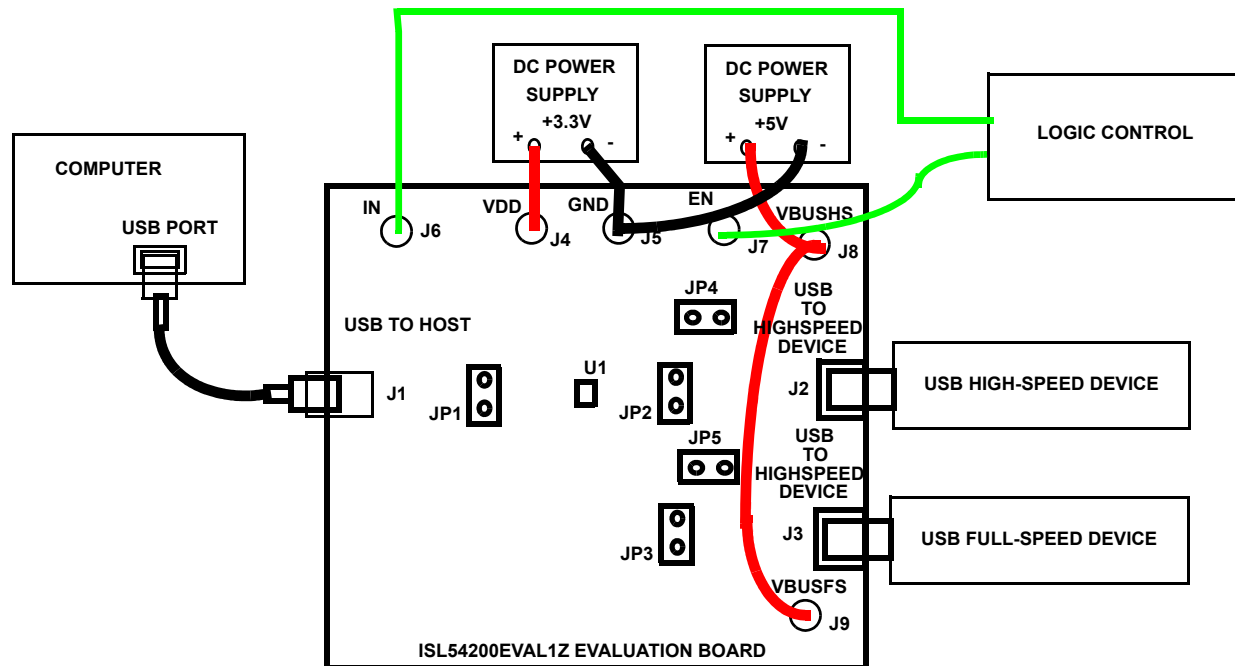 DC POWER
SUPPLY
+3.3V
+
-
DC POWER
SUPPLY
+5V
+
-
LOGIC CONTROL
COMPUTER
USB PORT
IN
J6
VDD
J4
GND
J5
EN
J7
VBUSHS
J8
JP4
USB
TO
HIGHSPEED
DEVICE
USB TO HOST
J1
JP1
U1
JP2
J2
USB HIGH-SPEED DEVICE
JP5
USB
TO
HIGHSPEED
DEVICE
JP3
J3
USB FULL-SPEED DEVICE
VBUSFS
J9
ISL54200EVAL1Z EVALUATION BOARD